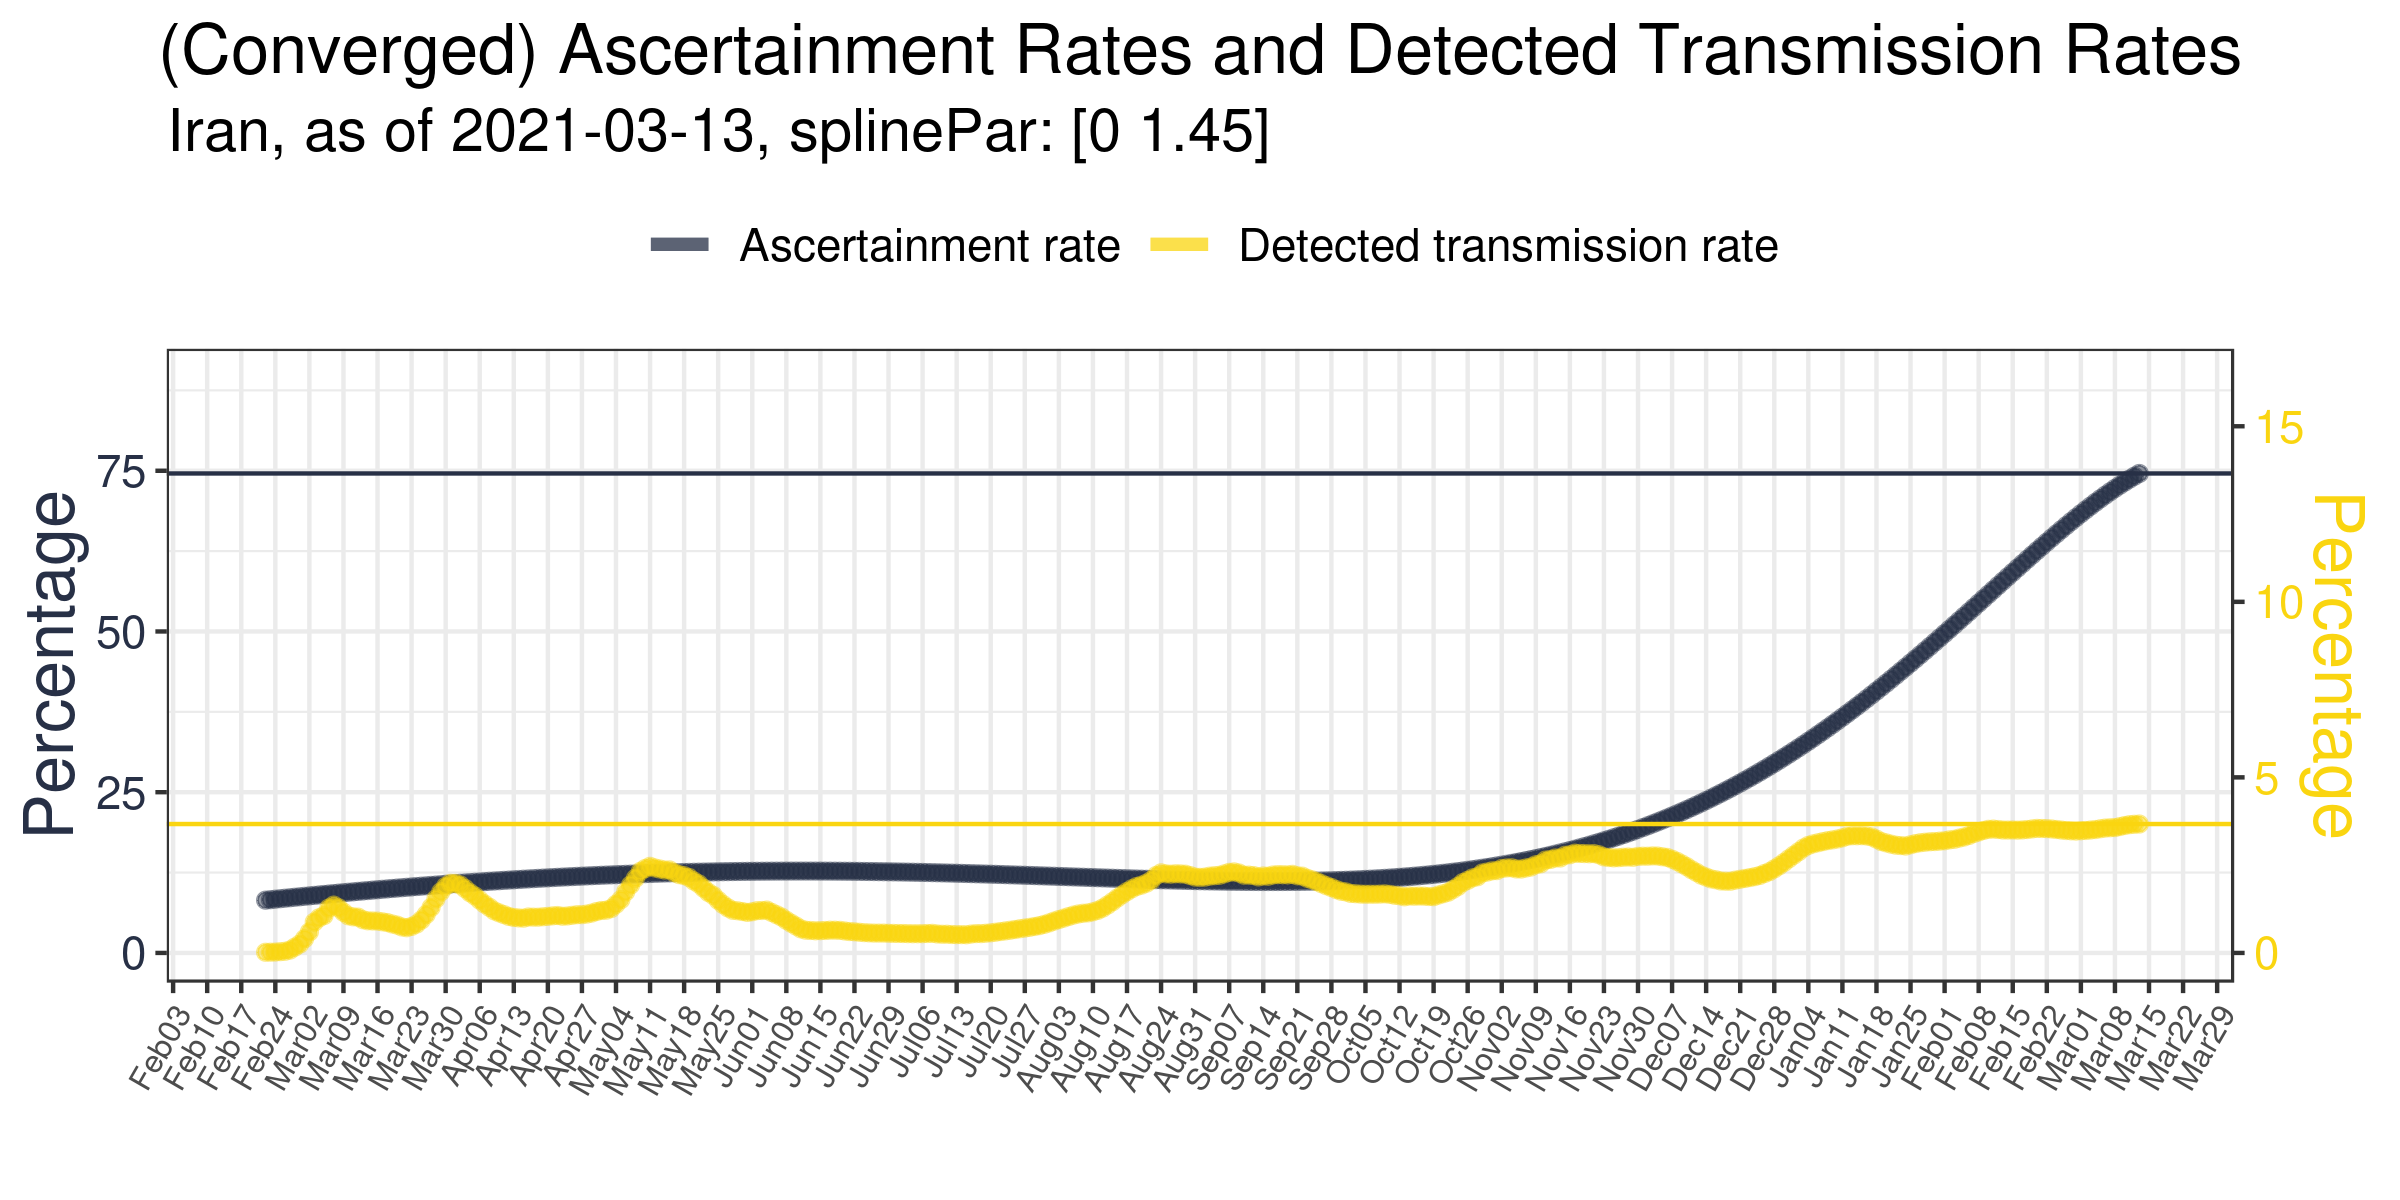 (Converged) Ascertainment Rates and Detected Transmission Rates
Iran, as of 2021-03-13, splinePar: [0 1.45]
Ascertainment rate
Detected transmission rate
Percentage
75
50
25
0
15
10
5
0
Percentage
Feb03
Feb10
Feb17
Feb24
Mar02
Mar09
Mar16
Mar23
Mar30
Apr06
Apr13
Apr20
Apr27
May04
May11
May18
May25
Jun01
Jun08
Jun15
Jun22
Jun29
Jul06
Jul13
Jul20
Jul27
Aug03
Aug10
Aug17
Aug24
Aug31
Sep07
Sep14
Sep21
Sep28
Oct05
Oct12
Oct19
Oct26
Nov02
Nov09
Nov16
Nov23
Nov30
Dec07
Dec14
Dec21
Dec28
Jan04
Jan11
Jan18
Jan25
Feb01
Feb08
Feb15
Feb22
Mar01
Mar08
Mar15
Mar22
Mar29